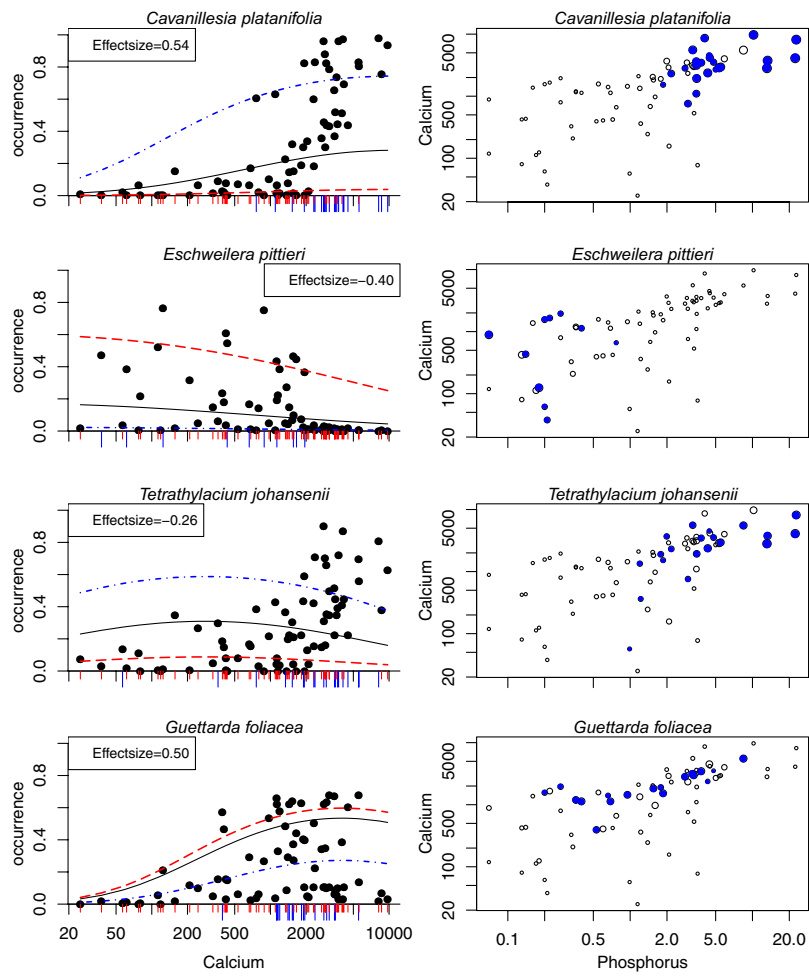 Cavanillesia platanifolia
Effectsize=0.54
occurrence
0.0 0.4 0.8
Cavanillesia platanifolia
Calcium
20 100 500 5000
Eschweilera pittieri
Effectsize=−0.40
occurrence
0.0 0.4 0.8
Eschweilera pittieri
Calcium
20 100 500 5000
Tetrathylacium johansenii
Effectsize=−0.26
occurrence
0.0 0.4 0.8
Tetrathylacium johansenii
Calcium
20 100 500 5000
Guettarda foliacea
Effectsize=0.50
occurrence
0.0 0.4 0.8
20 50 200 500 2000 10000
Calcium
Guettarda foliacea
Calcium
20 100 500 5000
0.1 0.5 2.0 5.0 20.0
Phosphorus